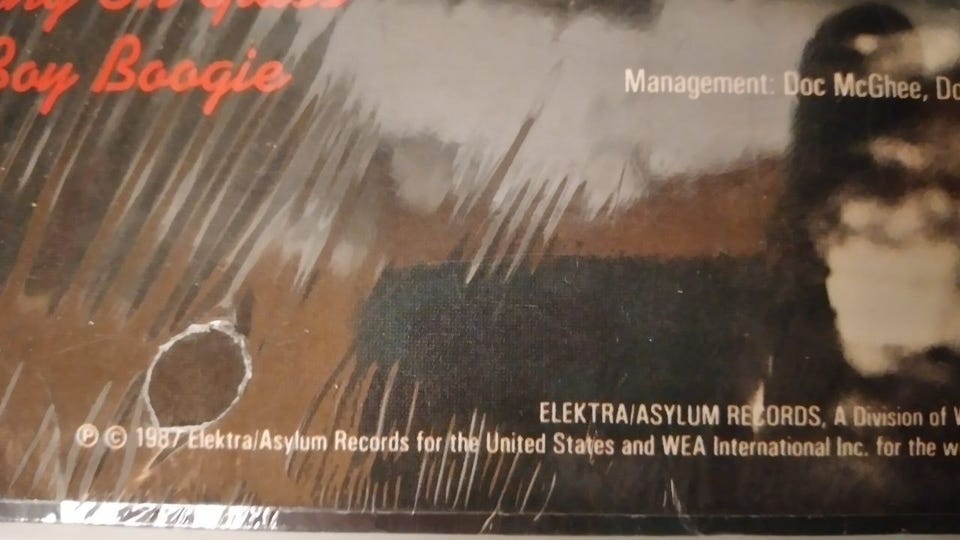 on
Boy Boogie
Management: Doc McGhee,
ELEKTRA/ASYLUM RECORDS, A Division of
℗ © 1987 Elektra/Asylum Records for the United States and WEA International Inc. for the